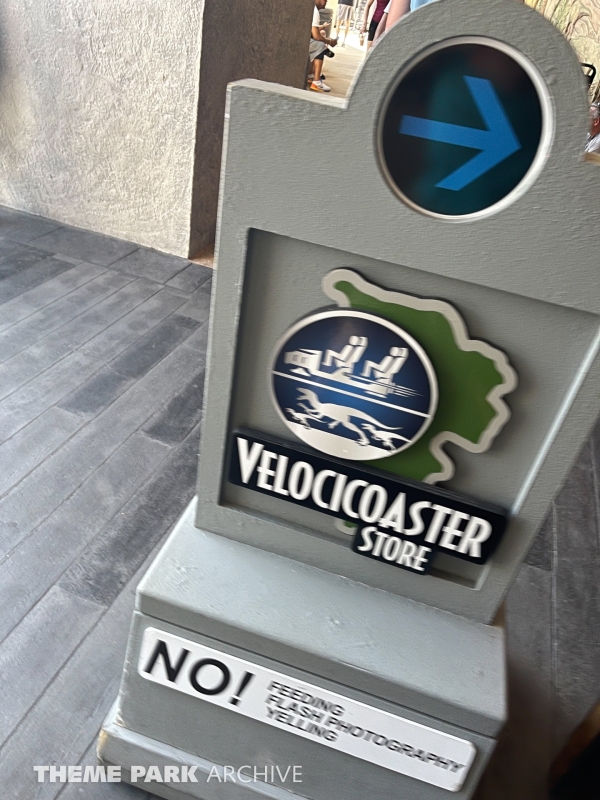 VELOCICOASTER
STORE
NO!
FEEDING
FLASH PHOTOGRAPHY
YELLING
THEME PARK ARCHIVE